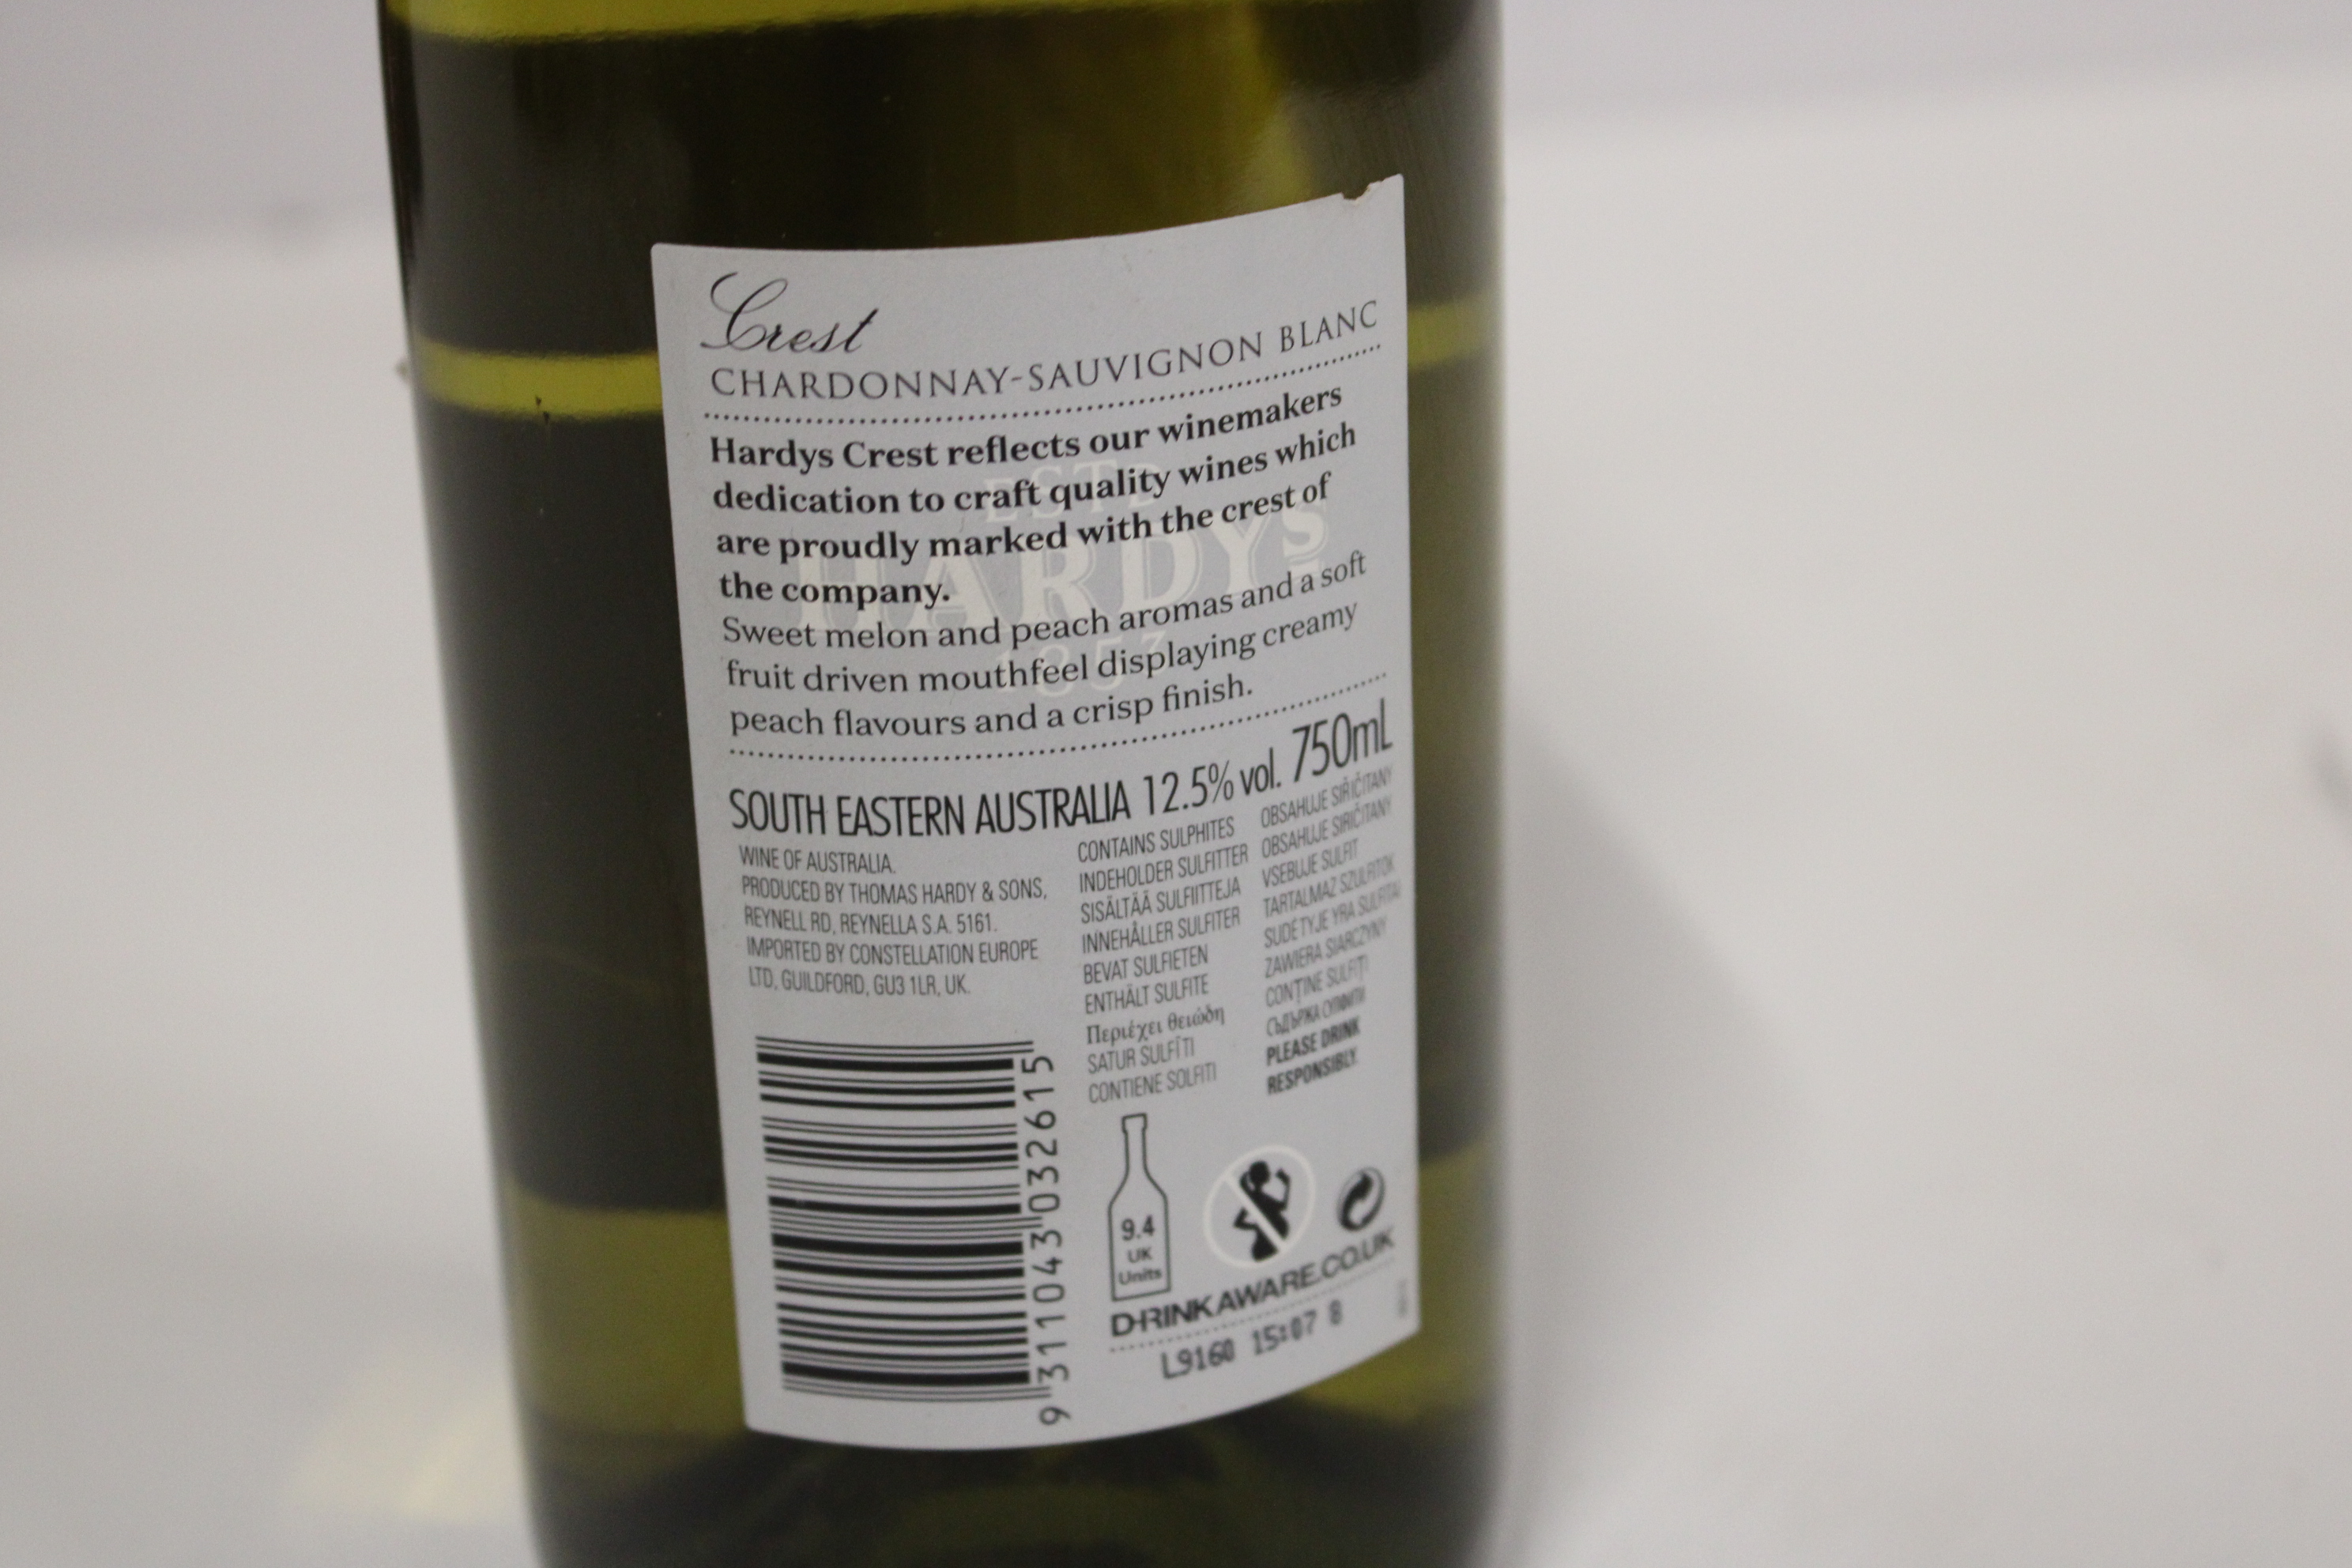 Crest
CHARDONNAY-SAUVIGNON BLANC
Hardys Crest reflects our winemakers
dedication to craft quality wines which
are proudly marked with the crest of
the company.
Sweet melon and peach aromas and a soft
fruit driven mouthfeel displaying creamy
peach flavours and a crisp finish.
ESTD
HARDYS
1853
SOUTH EASTERN AUSTRALIA 12.5% vol. 750mL
WINE OF AUSTRALIA.
PRODUCED BY THOMAS HARDY & SONS,
REYNELL RD, REYNELLA S.A. 5161.
IMPORTED BY CONSTELLATION EUROPE
LTD, GUILDFORD, GU3 1LR, UK.
CONTAINS SULPHITES
INDEHOLDER SULFITTER
SISÄLTÄÄ SULFIITTEJA
INNEHÅLLER SULFITER
BEVAT SULFIETEN
ENTHÄLT SULFITE
Περιέχει θειώδη
SATUR SULFĪTI
CONTIENE SOLFITI
OBSAHUJE SIŘIČITANY
OBSAHUJE SIRIČITANY
VSEBUJE SULFIT
TARTALMAZ SZULFITOK
SUDĖTYJE YRA SULFITAI
ZAWIERA SIARCZYNY
CONȚINE SULFIȚI
СЪДЪРЖА СУЛФИТИ
PLEASE DRINK
RESPONSIBLY.
9 311043 032615
9.4
UK
Units
DRINKAWARE.CO.UK
L9160 15:07 8